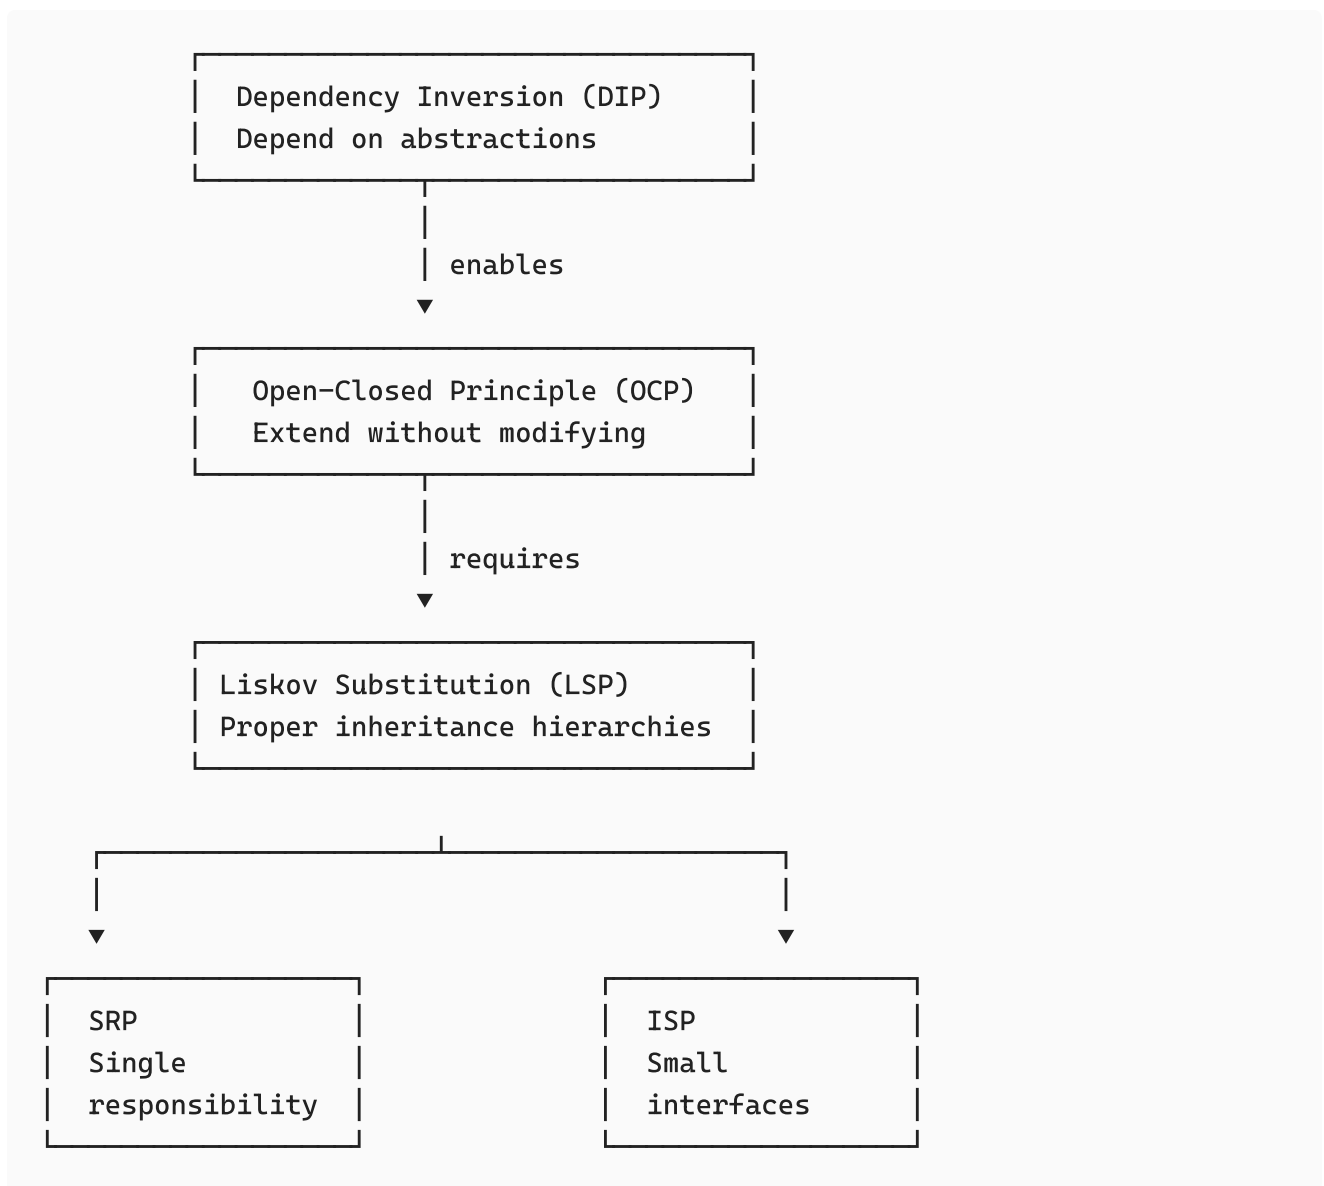 Dependency Inversion (DIP)
Depend on abstractions
enables
Open-Closed Principle (OCP)
Extend without modifying
requires
Liskov Substitution (LSP)
Proper inheritance hierarchies
SRP
Single
responsibility
ISP
Small
interfaces